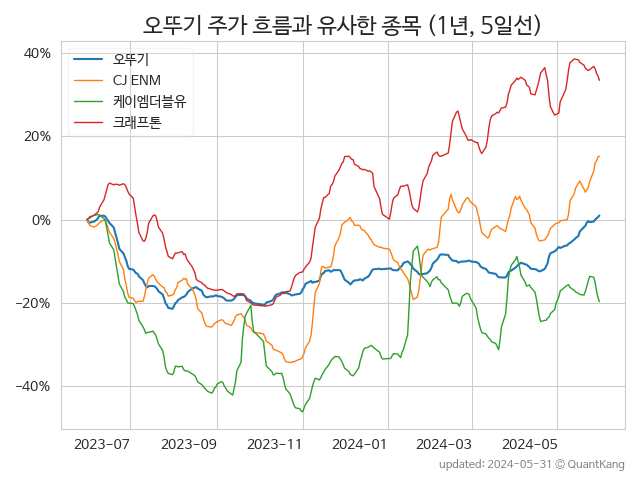 오뚜기 주가 흐름과 유사한 종목 (1년, 5일선)
40%
20%
0%
−20%
−40%
오뚜기
CJ ENM
케이엠더블유
크래프톤
2023-07
2023-09
2023-11
2024-01
2024-03
2024-05
updated: 2024-05-31 © QuantKang